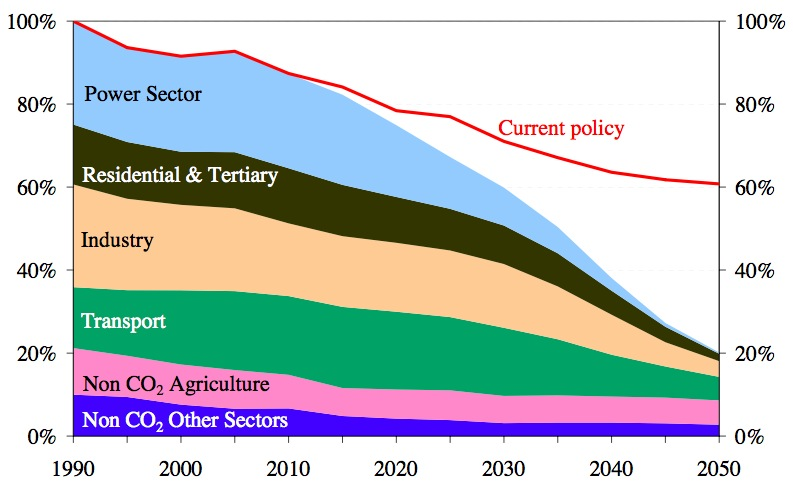 100%
100%
Power Sector
80%
80%
Current policy
Residential & Tertiary
60%
60%
Industry
40%
40%
Transport
20%
20%
Non CO₂ Agriculture
Non CO₂ Other Sectors
0%
0%
1990
2000
2010
2020
2030
2040
2050